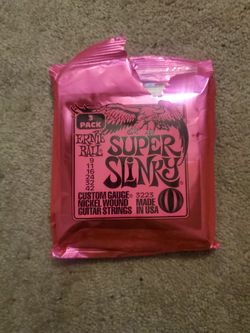 3 PACK
ERNIE BALL
SUPER
SLINKY
9
11
16
24
32
42
CUSTOM GAUGE®
NICKEL WOUND
GUITAR STRINGS
3223
MADE IN
USA